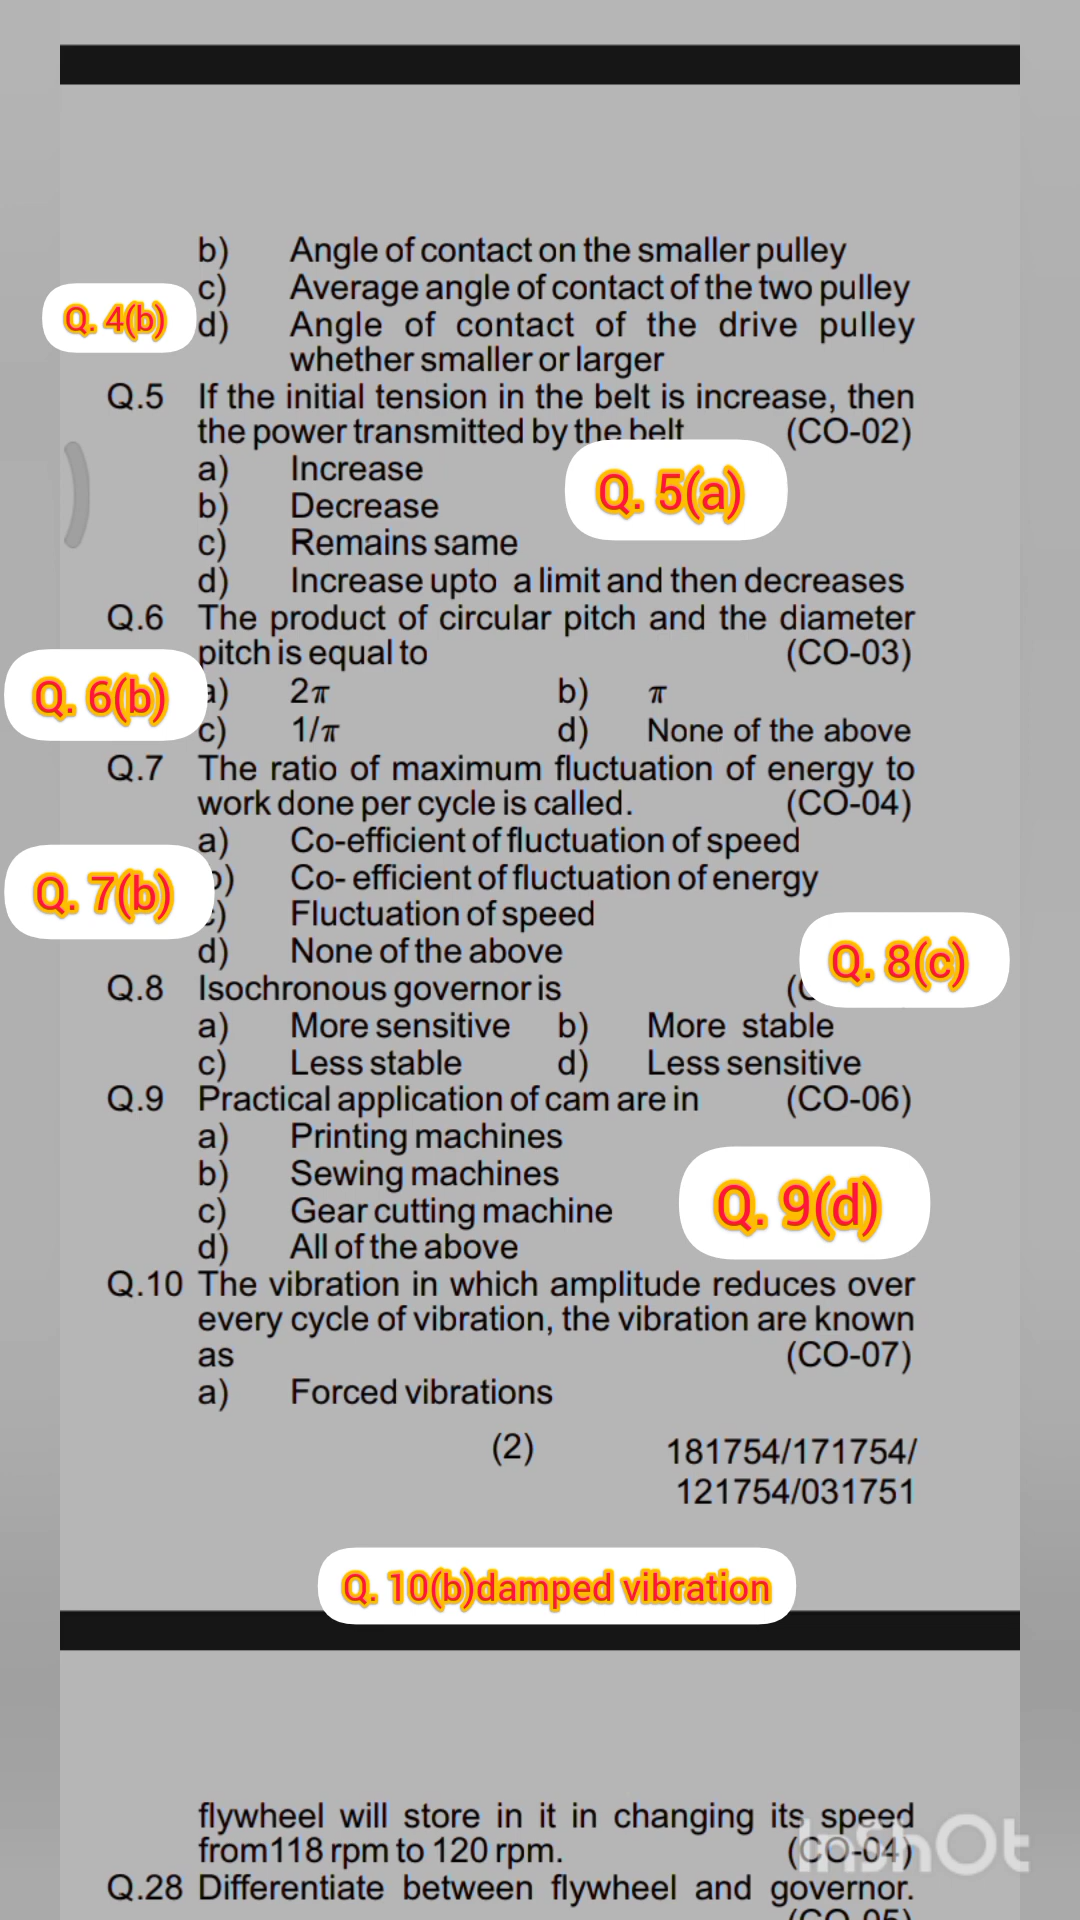 b) Angle of contact on the smaller pulley
c) Average angle of contact of the two pulley
Q. 4(b)
d) Angle of contact of the drive pulley
whether smaller or larger
Q.5 If the initial tension in the belt is increase, then
the power transmitted by the belt (CO-02)
a) Increase
Q. 5(a)
b) Decrease
c) Remains same
d) Increase upto a limit and then decreases
Q.6 The product of circular pitch and the diameter
pitch is equal to (CO-03)
Q. 6(b)
a) 2π b) π
c) 1/π d) None of the above
Q.7 The ratio of maximum fluctuation of energy to
work done per cycle is called. (CO-04)
a) Co-efficient of fluctuation of speed
Q. 7(b)
b) Co- efficient of fluctuation of energy
c) Fluctuation of speed
d) None of the above
Q. 8(c)
Q.8 Isochronous governor is
a) More sensitive b) More stable
c) Less stable d) Less sensitive
Q.9 Practical application of cam are in (CO-06)
a) Printing machines
b) Sewing machines
Q. 9(d)
c) Gear cutting machine
d) All of the above
Q.10 The vibration in which amplitude reduces over
every cycle of vibration, the vibration are known
as (CO-07)
a) Forced vibrations
(2) 181754/171754/
121754/031751
Q. 10(b)damped vibration
flywheel will store in it in changing its speed
from118 rpm to 120 rpm. (CO-04)
InShOt
Q.28 Differentiate between flywheel and governor.
(CO-05)